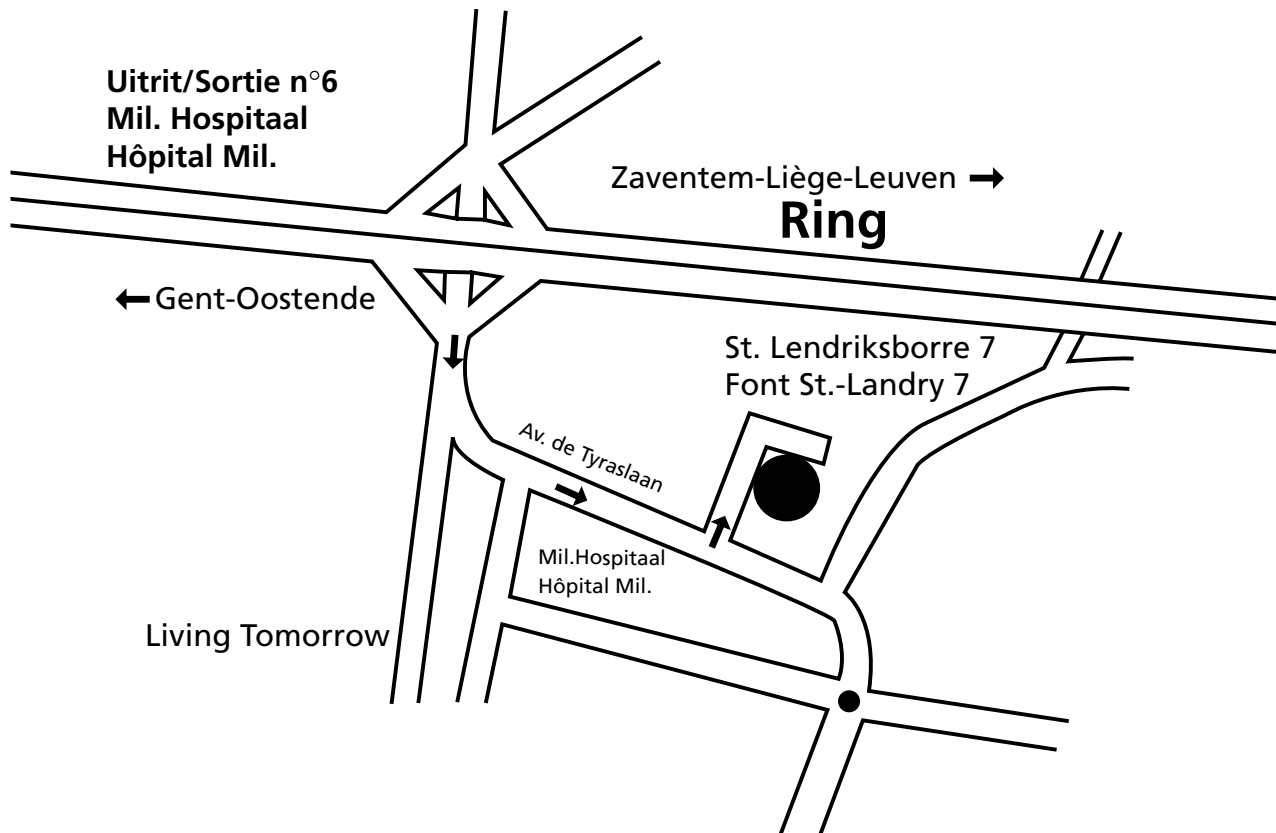 Uitrit/Sortie n°6
Mil. Hospitaal
Hôpital Mil.
Zaventem-Liège-Leuven
Ring
Gent-Oostende
St. Lendriksborre 7
Font St.-Landry 7
Av. de Tyraslaan
Mil.Hospitaal
Hôpital Mil.
Living Tomorrow